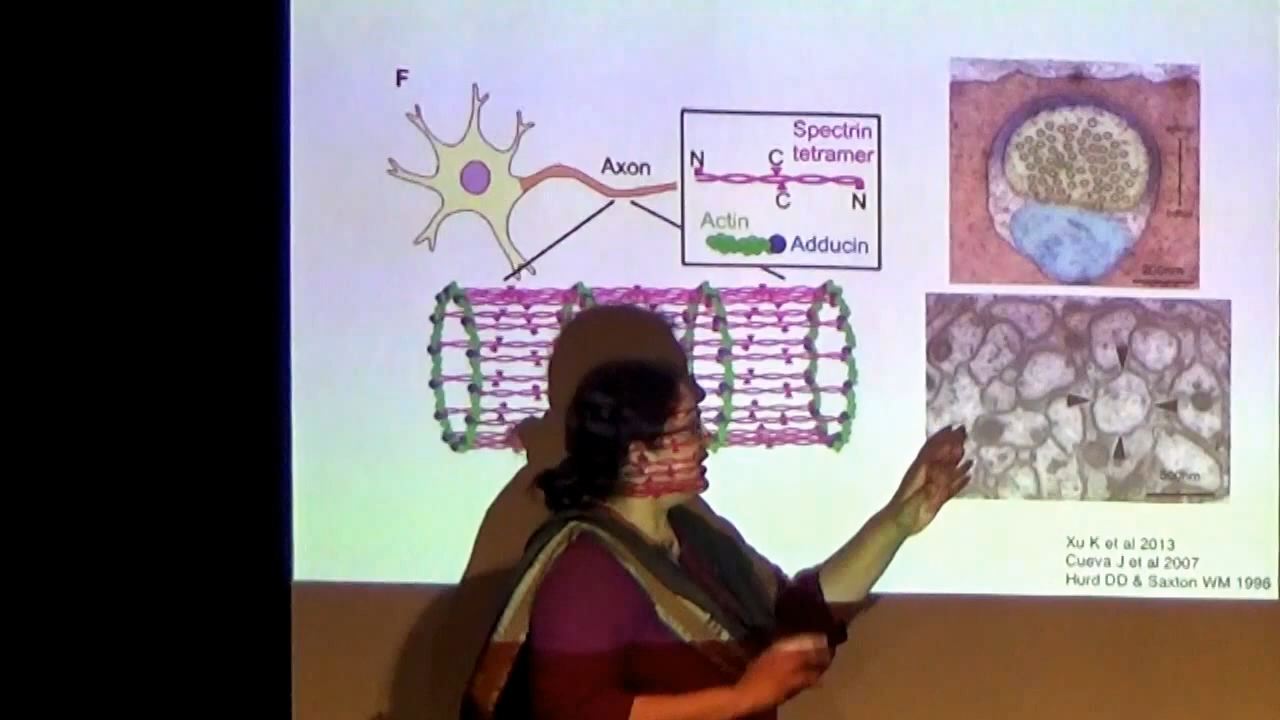 F
Axon
Spectrin
tetramer
N
C
C
N
Actin
Adducin
200nm
500nm
Xu K et al 2013
Cueva J et al 2007
Hurd DD & Saxton WM 1996